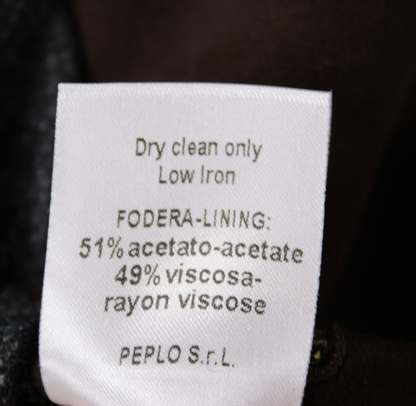 Dry clean only
Low Iron
FODERA-LINING:
51% acetato-acetate
49% viscosa-
rayon viscose
PEPLO S.r.L.